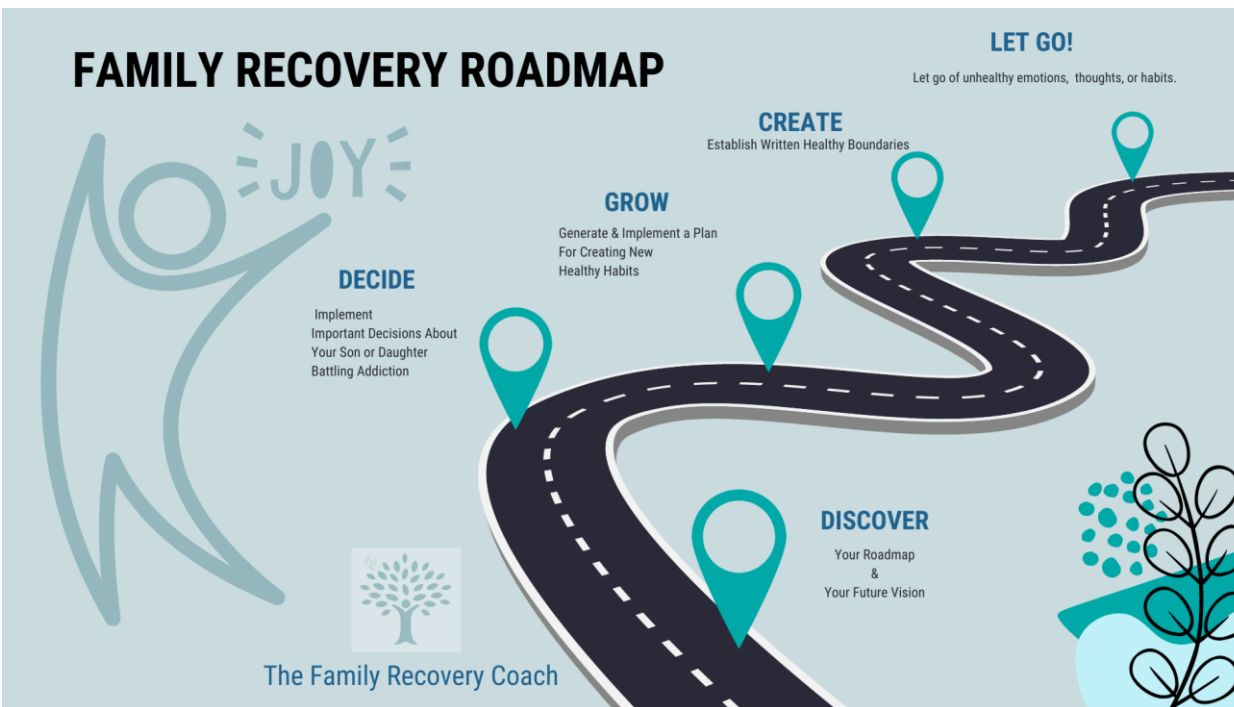 FAMILY RECOVERY ROADMAP
LET GO!
Let go of unhealthy emotions, thoughts, or habits.
CREATE
Establish Written Healthy Boundaries
JOY
GROW
Generate & Implement a Plan
For Creating New
Healthy Habits
DECIDE
Implement
Important Decisions About
Your Son or Daughter
Battling Addiction
DISCOVER
Your Roadmap
&
Your Future Vision
The Family Recovery Coach